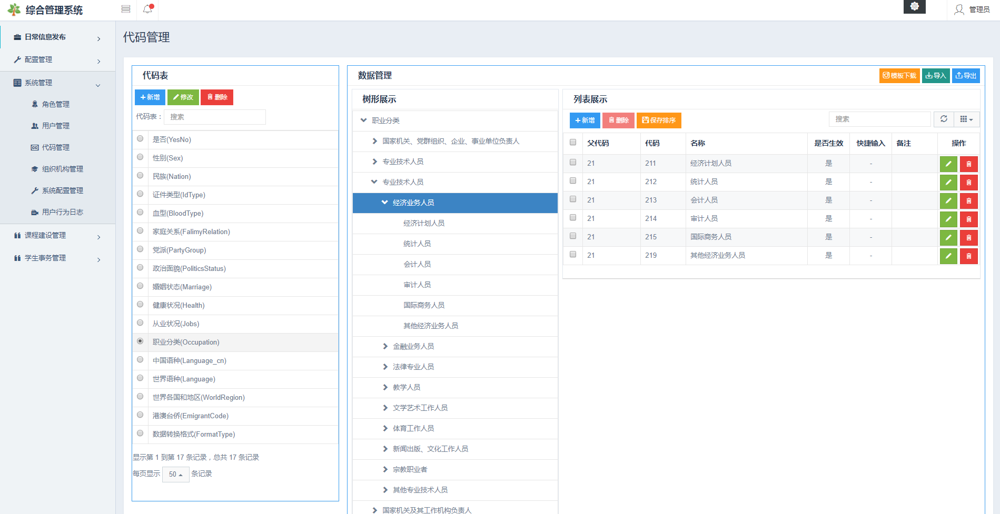 综合管理系统
管理员
日常信息发布
配置管理
系统管理
角色管理
用户管理
代码管理
组织机构管理
系统配置管理
用户行为日志
课程建设管理
学生事务管理
代码管理
代码表
新增 修改 删除
代码表： 搜索
是否(YesNo)
性别(Sex)
民族(Nation)
证件类型(IdType)
血型(BloodType)
家庭关系(FalimyRelation)
党派(PartyGroup)
政治面貌(PoliticsStatus)
婚姻状态(Marriage)
健康状况(Health)
从业状况(Jobs)
职业分类(Occupation)
中国语种(Language_cn)
世界语种(Language)
世界各国和地区(WorldRegion)
港澳台侨(EmigrantCode)
数据转换格式(FormatType)
显示第 1 到第 17 条记录，总共 17 条记录
每页显示 50 条记录
数据管理
模板下载 导入 导出
树形展示
职业分类
国家机关、党群组织、企业、事业单位负责人
专业技术人员
专业技术人员
经济业务人员
经济计划人员
统计人员
会计人员
审计人员
国际商务人员
其他经济业务人员
金融业务人员
法律专业人员
教学人员
文学艺术工作人员
体育工作人员
新闻出版、文化工作人员
宗教职业者
其他专业技术人员
国家机关及其工作机构负责人
列表展示
新增 删除 保存排序 搜索
父代码 代码 名称 是否生效 快捷输入 备注 操作
21 211 经济计划人员 是 -
21 212 统计人员 是 -
21 213 会计人员 是 -
21 214 审计人员 是 -
21 215 国际商务人员 是 -
21 219 其他经济业务人员 是 -